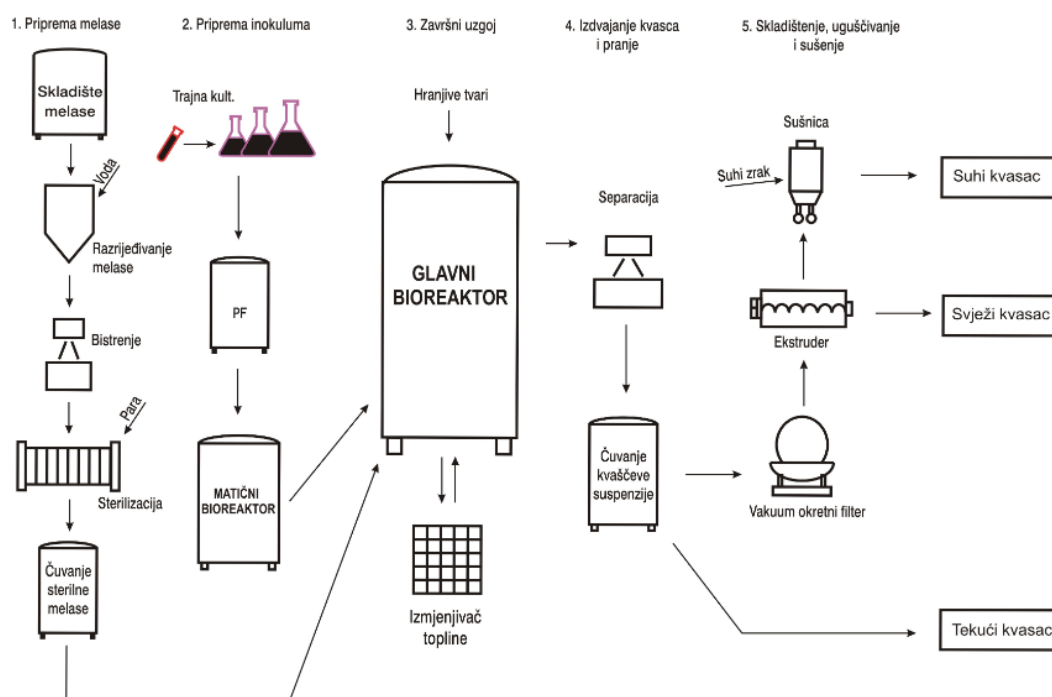 1. Priprema melase
Skladište
melase
Voda
Razrijeđivanje
melase
Bistrenje
Para
Sterilizacija
Čuvanje
sterilne
melase
2. Priprema inokuluma
Trajna kult.
PF
MATIČNI
BIOREAKTOR
3. Završni uzgoj
Hranjive tvari
GLAVNI
BIOREAKTOR
Izmjenjivač
topline
4. Izdvajanje kvasca
i pranje
Separacija
Čuvanje
kvaščeve
suspenzije
5. Skladištenje, ugušćivanje
i sušenje
Sušnica
Suhi zrak
Ekstruder
Vakuum okretni filter
Suhi kvasac
Svježi kvasac
Tekući kvasac